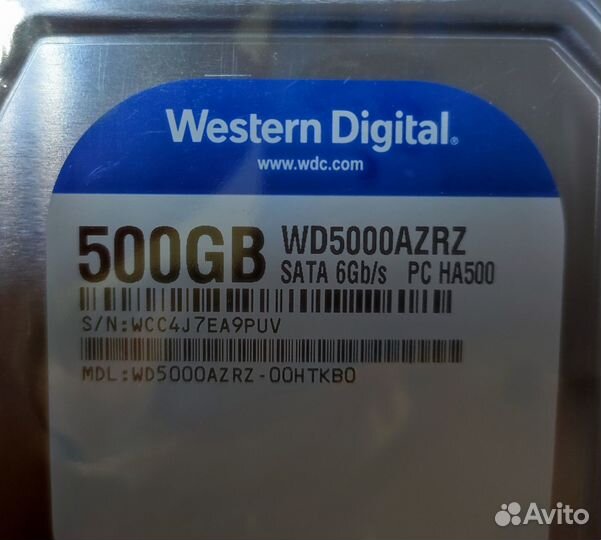 Western Digital®
www.wdc.com
500GB WD5000AZRZ
SATA 6Gb/s PC HA500
S/N:WCC4J7EA9PUV
MDL:WD5000AZRZ-00HTKB0
Avito